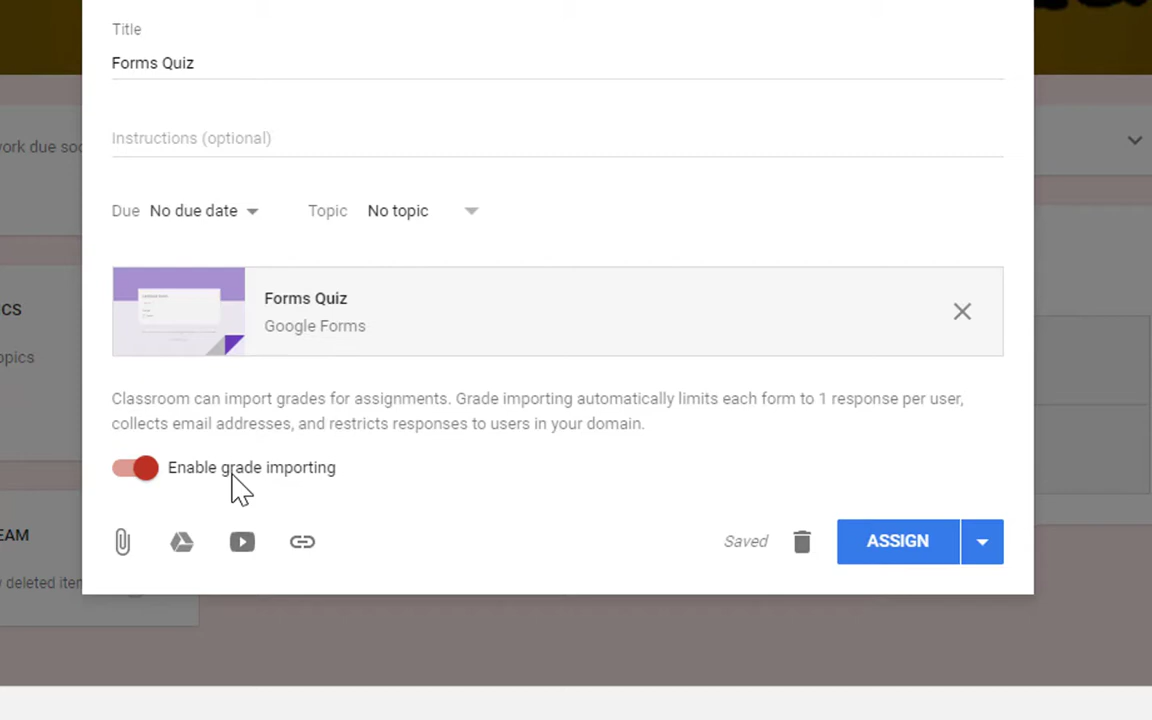 Title
Forms Quiz
Instructions (optional)
work due soo
Due No due date Topic No topic
Forms Quiz
Google Forms
CS
opics
Classroom can import grades for assignments. Grade importing automatically limits each form to 1 response per user,
collects email addresses, and restricts responses to users in your domain.
Enable grade importing
EAM
Saved ASSIGN
deleted iter